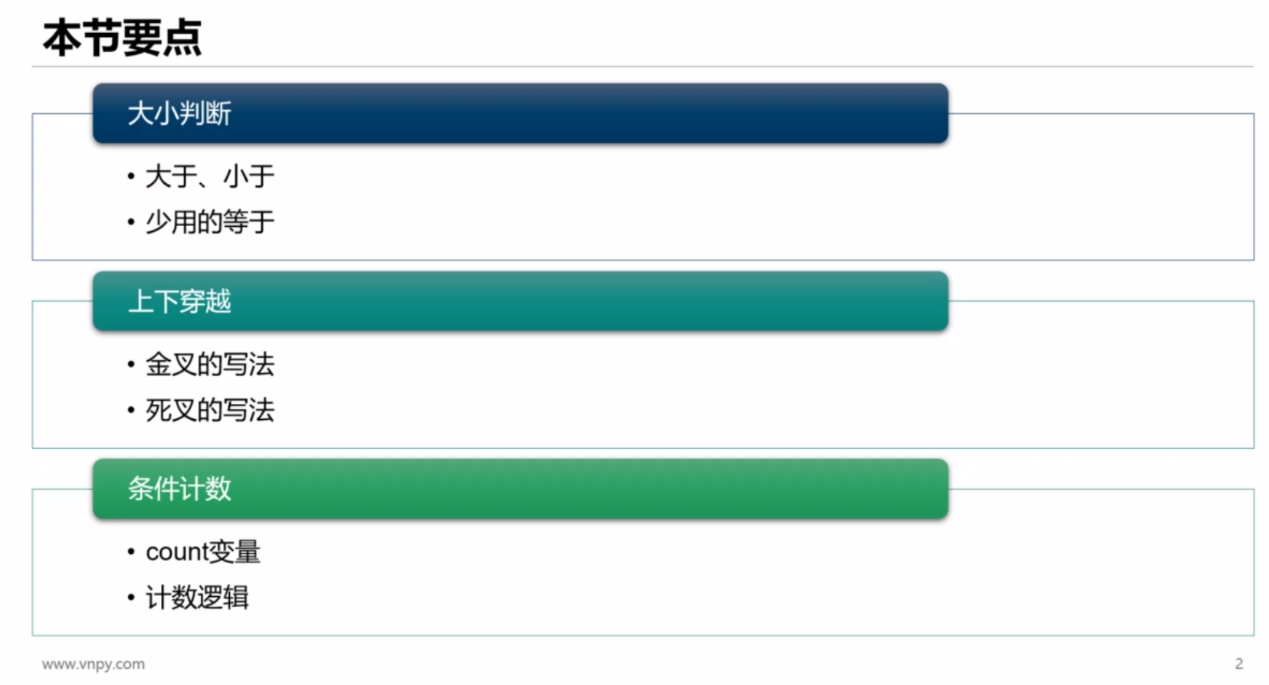 本节要点
大小判断
• 大于、小于
• 少用的等于
上下穿越
• 金叉的写法
• 死叉的写法
条件计数
• count变量
• 计数逻辑
www.vnpy.com
2